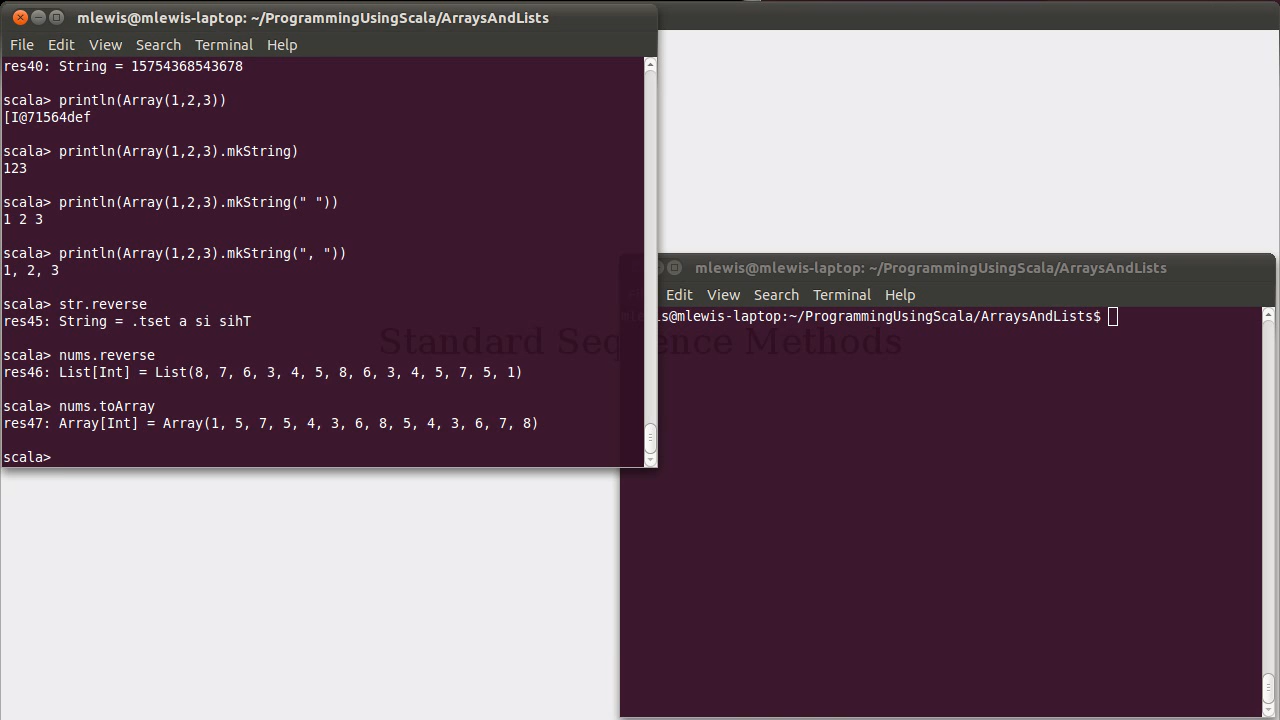 mlewis@mlewis-laptop: ~/ProgrammingUsingScala/ArraysAndLists
File Edit View Search Terminal Help
res40: String = 15754368543678
scala> println(Array(1,2,3))
[I@71564def
scala> println(Array(1,2,3).mkString)
123
scala> println(Array(1,2,3).mkString(" "))
1 2 3
scala> println(Array(1,2,3).mkString(", "))
1, 2, 3
scala> str.reverse
res45: String = .tset a si sihT
scala> nums.reverse
res46: List[Int] = List(8, 7, 6, 3, 4, 5, 8, 6, 3, 4, 5, 7, 5, 1)
scala> nums.toArray
res47: Array[Int] = Array(1, 5, 7, 5, 4, 3, 6, 8, 5, 4, 3, 6, 7, 8)
scala>
mlewis@mlewis-laptop: ~/ProgrammingUsingScala/ArraysAndLists
Edit View Search Terminal Help
mlewis@mlewis-laptop:~/ProgrammingUsingScala/ArraysAndLists$
Standard Sequence Methods